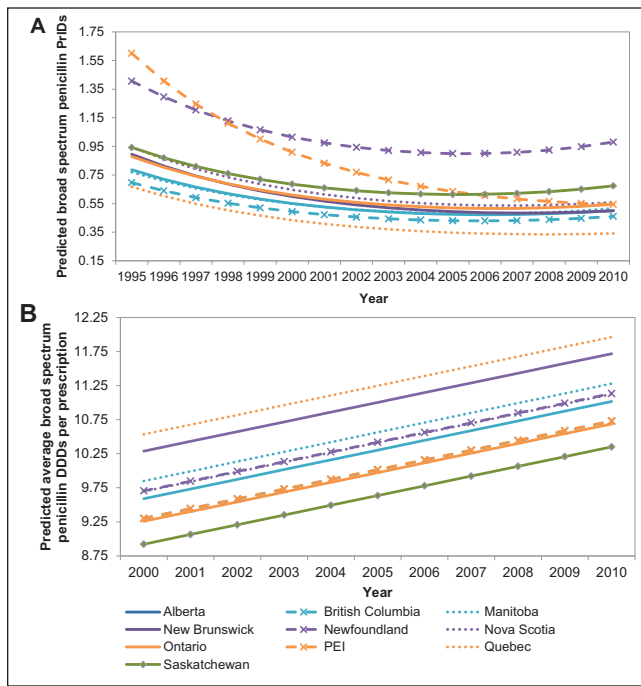 A
Predicted broad spectrum penicillin PrIDs
1.75
1.55
1.35
1.15
0.95
0.75
0.55
0.35
0.15
1995 1996 1997 1998 1999 2000 2001 2002 2003 2004 2005 2006 2007 2008 2009 2010
Year
B
Predicted average broad spectrum
penicillin DDDs per prescription
12.25
11.75
11.25
10.75
10.25
9.75
9.25
8.75
2000 2001 2002 2003 2004 2005 2006 2007 2008 2009 2010
Year
Alberta British Columbia Manitoba
New Brunswick Newfoundland Nova Scotia
Ontario PEI Quebec
Saskatchewan